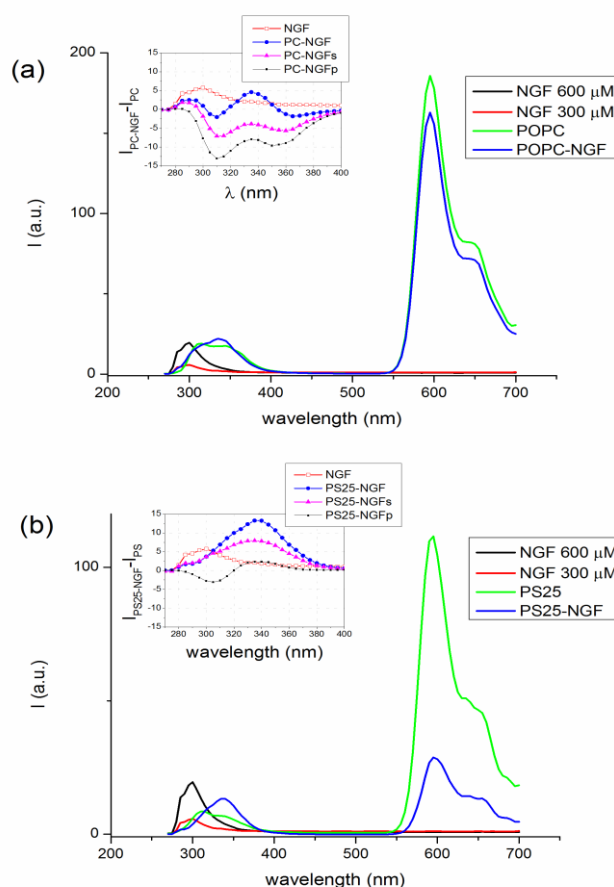 (a)
NGF
PC-NGF
PC-NGFs
PC-NGFp
15
10
5
0
-5
-10
-15
280 300 320 340 360 380 400
I PC-NGF - I PC
λ (nm)
NGF 600 µM
NGF 300 µM
POPC
POPC-NGF
200
100
0
I (a.u.)
200 300 400 500 600 700
wavelength (nm)
(b)
NGF
PS25-NGF
PS25-NGFs
PS25-NGFp
15
10
5
0
-5
-10
-15
280 300 320 340 360 380 400
I PS25-NGF - I PS
wavelength (nm)
NGF 600 µM
NGF 300 µM
PS25
PS25-NGF
100
0
I (a.u.)
200 300 400 500 600 700
wavelength (nm)